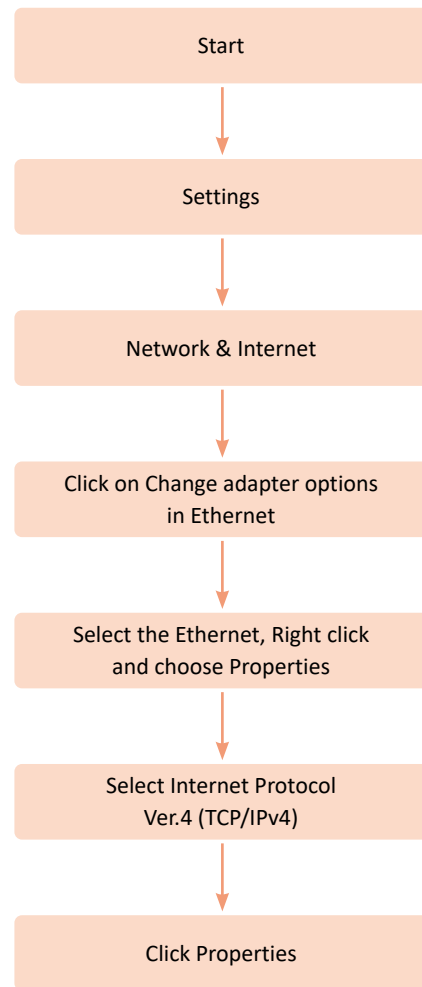 Start
Settings
Network & Internet
Click on Change adapter options
in Ethernet
Select the Ethernet, Right click
and choose Properties
Select Internet Protocol
Ver.4 (TCP/IPv4)
Click Properties